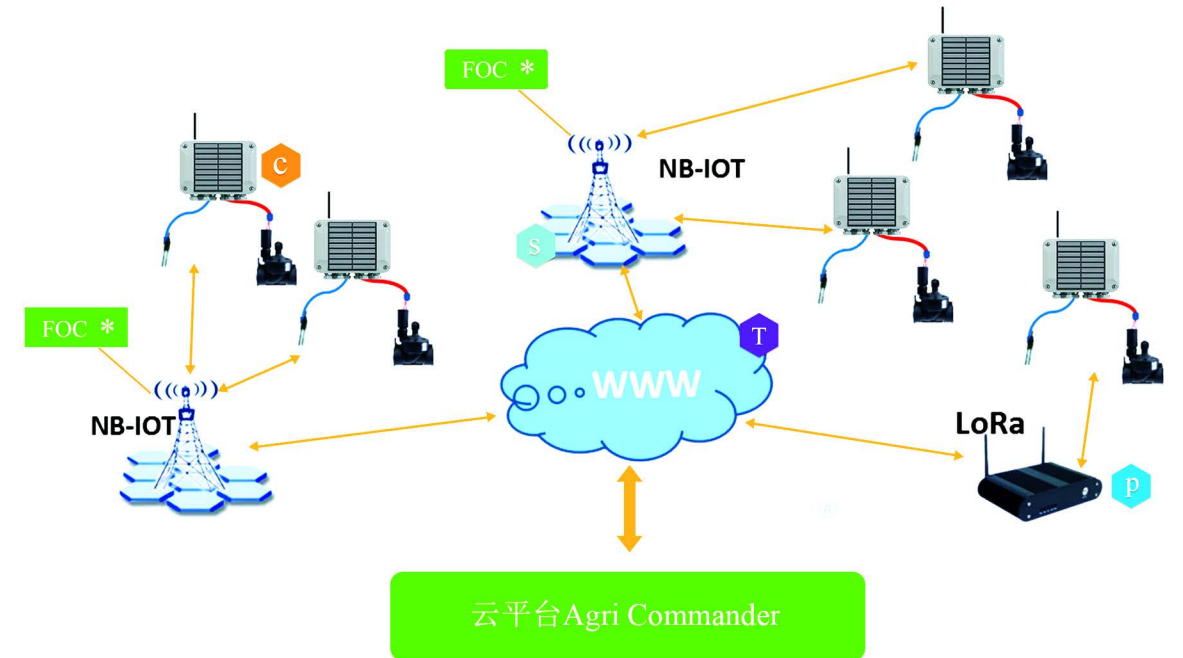 FOC *
NB-IOT
C
S
FOC *
T
WWW
NB-IOT
LoRa
p
云平台Agri Commander